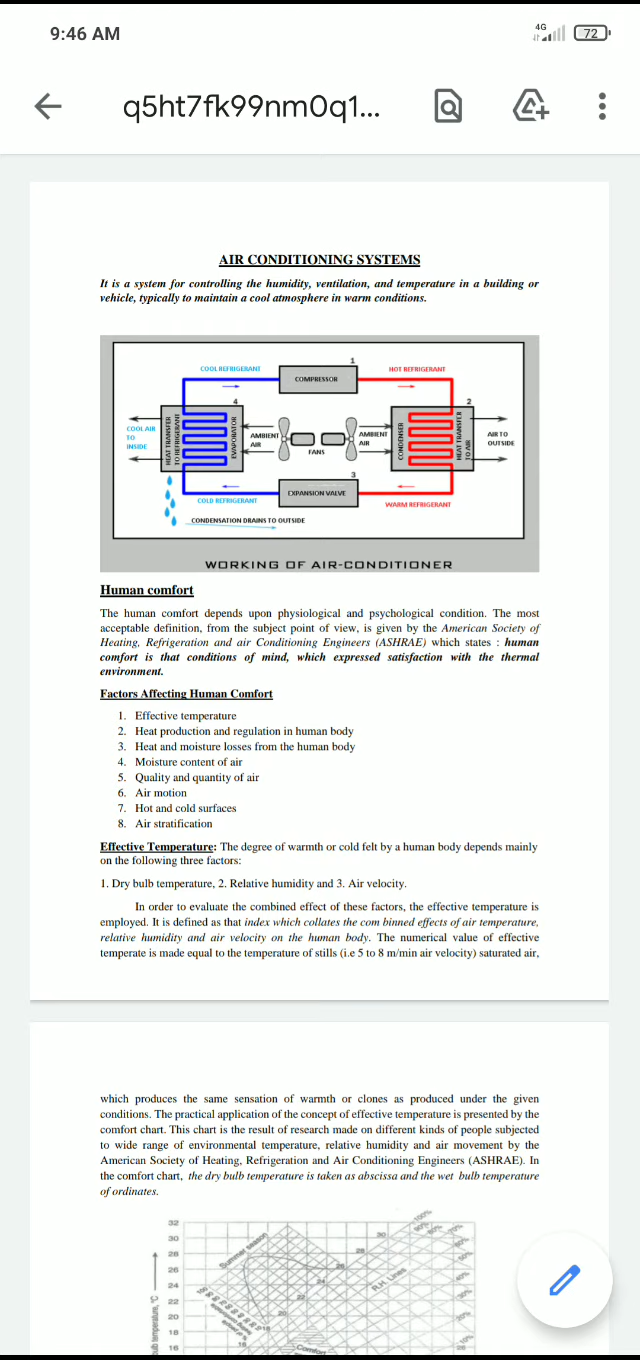 9:46 AM
4G
72
q5ht7fk99nm0q1...
AIR CONDITIONING SYSTEMS
It is a system for controlling the humidity, ventilation, and temperature in a building or
vehicle, typically to maintain a cool atmosphere in warm conditions.
COOL REFRIGERANT
COMPRESSOR
1
HOT REFRIGERANT
4
2
COOL AIR
TO
INSIDE
HEAT TRANSFER
TO REFRIGERANT
EVAPORATOR
AMBIENT
AIR
FANS
AMBIENT
AIR
CONDENSER
HEAT TRANSFER
TO AIR
AIR TO
OUTSIDE
3
COLD REFRIGERANT
EXPANSION VALVE
WARM REFRIGERANT
CONDENSATION DRAINS TO OUTSIDE
WORKING OF AIR-CONDITIONER
Human comfort
The human comfort depends upon physiological and psychological condition. The most
acceptable definition, from the subject point of view, is given by the American Society of
Heating, Refrigeration and air Conditioning Engineers (ASHRAE) which states : human
comfort is that conditions of mind, which expressed satisfaction with the thermal
environment.
Factors Affecting Human Comfort
1. Effective temperature
2. Heat production and regulation in human body
3. Heat and moisture losses from the human body
4. Moisture content of air
5. Quality and quantity of air
6. Air motion
7. Hot and cold surfaces
8. Air stratification
Effective Temperature: The degree of warmth or cold felt by a human body depends mainly
on the following three factors:
1. Dry bulb temperature, 2. Relative humidity and 3. Air velocity.
In order to evaluate the combined effect of these factors, the effective temperature is
employed. It is defined as that index which collates the com binned effects of air temperature,
relative humidity and air velocity on the human body. The numerical value of effective
temperate is made equal to the temperature of stills (i.e 5 to 8 m/min air velocity) saturated air,
which produces the same sensation of warmth or clones as produced under the given
conditions. The practical application of the concept of effective temperature is presented by the
comfort chart. This chart is the result of research made on different kinds of people subjected
to wide range of environmental temperature, relative humidity and air movement by the
American Society of Heating, Refrigeration and Air Conditioning Engineers (ASHRAE). In
the comfort chart, the dry bulb temperature is taken as abscissa and the wet bulb temperature
of ordinates.
32
30
28
26
24
22
20
18
16
bulb temperature, °C
Summer season
R.H. Lines
100%
90%
30
28
26
24
22
20
Comfort